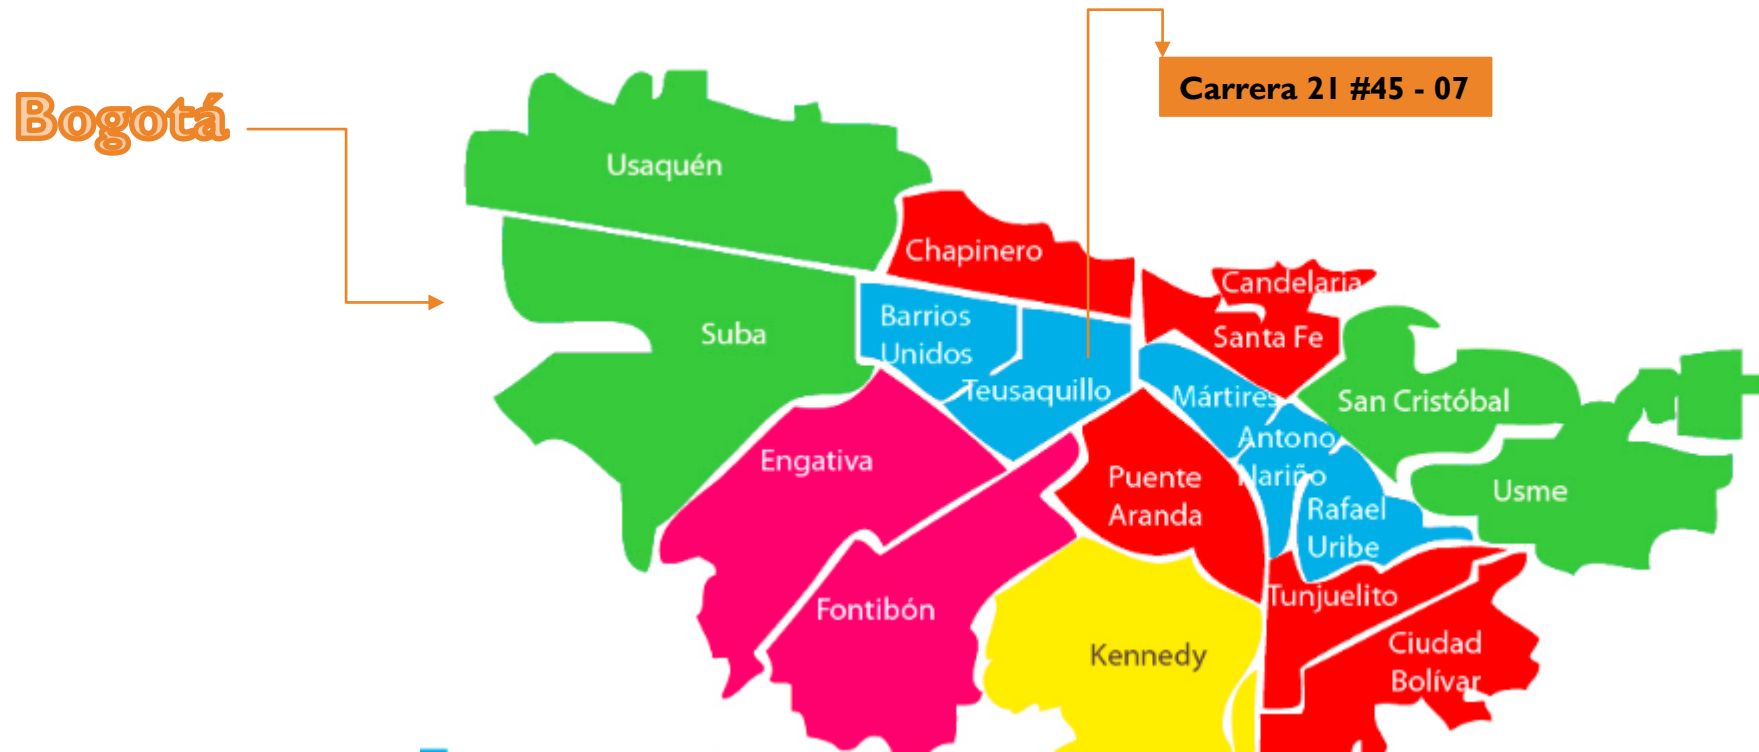 Bogotá
Carrera 21 #45 - 07
Usaquén
Chapinero
Candelaria
Santa Fe
Barrios
Unidos
Suba
Teusaquillo
Mártires
San Cristóbal
Antono
Nariño
Engativa
Puente
Aranda
Usme
Rafael
Uribe
Tunjuelito
Fontibón
Kennedy
Ciudad
Bolívar